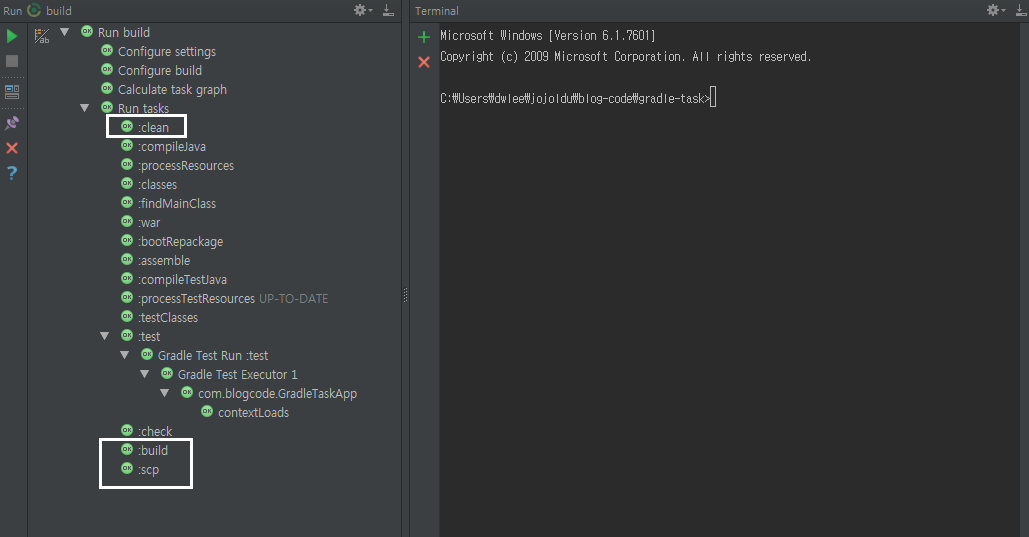 Run build
Run build
Configure settings
Configure build
Calculate task graph
Run tasks
:clean
:compileJava
:processResources
:classes
:findMainClass
:war
:bootRepackage
:assemble
:compileTestJava
:processTestResources UP-TO-DATE
:testClasses
:test
Gradle Test Run :test
Gradle Test Executor 1
com.blogcode.GradleTaskApp
contextLoads
:check
:build
:scp
Terminal
Microsoft Windows [Version 6.1.7601]
Copyright (c) 2009 Microsoft Corporation. All rights reserved.
C:₩Users₩dwlee₩jojoldu₩blog-code₩gradle-task>